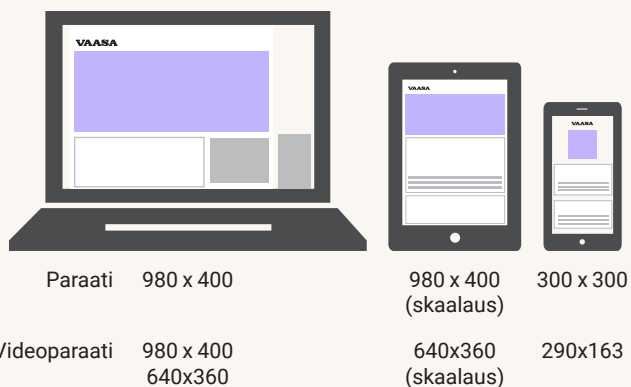 VAASA
VAASA
VAASA
Paraati 980 x 400 980 x 400 300 x 300
(skaalaus)
Videoparaati 980 x 400 640x360 290x163
640x360 (skaalaus)